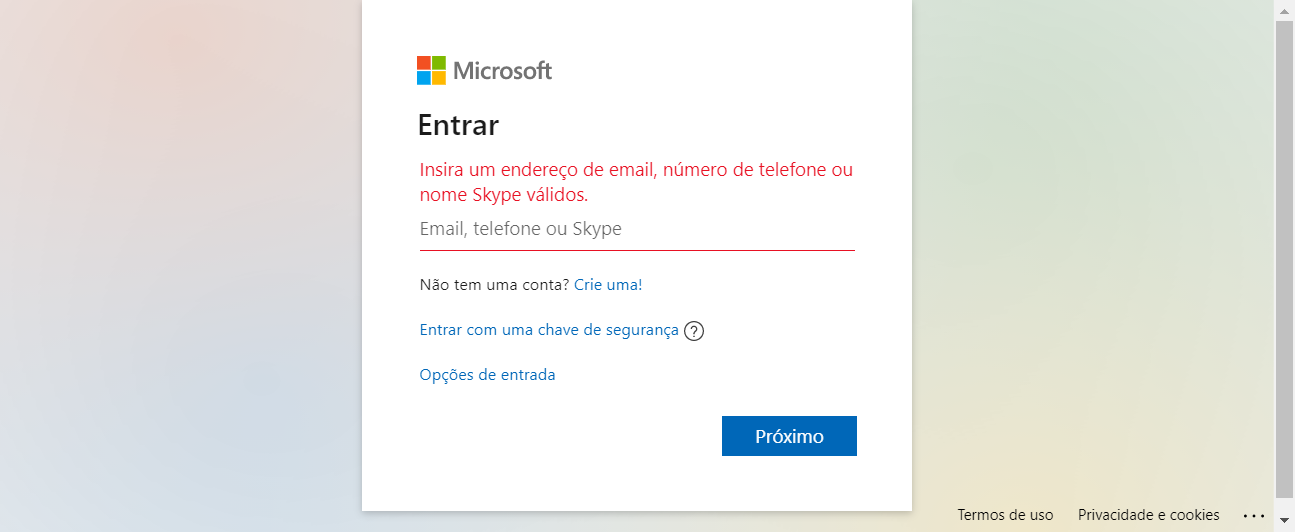 Microsoft
Entrar
Insira um endereço de email, número de telefone ou
nome Skype válidos.
Email, telefone ou Skype
Não tem uma conta? Crie uma!
Entrar com uma chave de segurança ?
Opções de entrada
Próximo
Termos de uso Privacidade e cookies ...